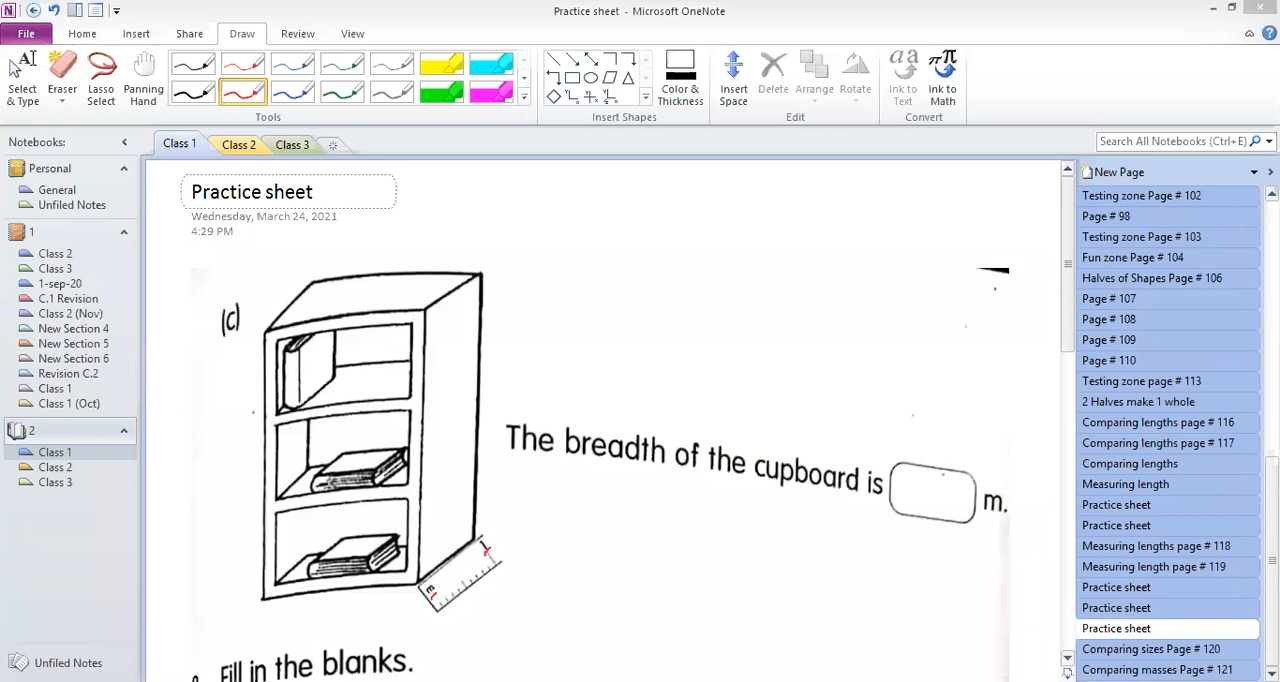 Practice sheet - Microsoft OneNote
File Home Insert Share Draw Review View
Select & Type
Eraser
Lasso Select
Panning Hand
Color & Thickness
Insert Space
Delete
Arrange
Rotate
Ink to Text
Ink to Math
Tools
Insert Shapes
Edit
Convert
Notebooks:
Class 1 Class 2 Class 3
Search All Notebooks (Ctrl+E)
Personal
General
Unfiled Notes
1
Class 2
Class 3
1-sep-20
C.1 Revision
Class 2 (Nov)
New Section 4
New Section 5
New Section 6
Revision C.2
Class 1
Class 1 (Oct)
2
Class 1
Class 2
Class 3
Unfiled Notes
Practice sheet
Wednesday, March 24, 2021
4:29 PM
(c)
The breadth of the cupboard is m.
Fill in the blanks.
New Page
Testing zone Page # 102
Page # 98
Testing zone Page # 103
Fun zone Page # 104
Halves of Shapes Page # 106
Page # 107
Page # 108
Page # 109
Page # 110
Testing zone page # 113
2 Halves make 1 whole
Comparing lengths page # 116
Comparing lengths page # 117
Comparing lengths
Measuring length
Practice sheet
Practice sheet
Measuring lengths page # 118
Measuring length page # 119
Practice sheet
Practice sheet
Practice sheet
Comparing sizes Page # 120
Comparing masses Page # 121